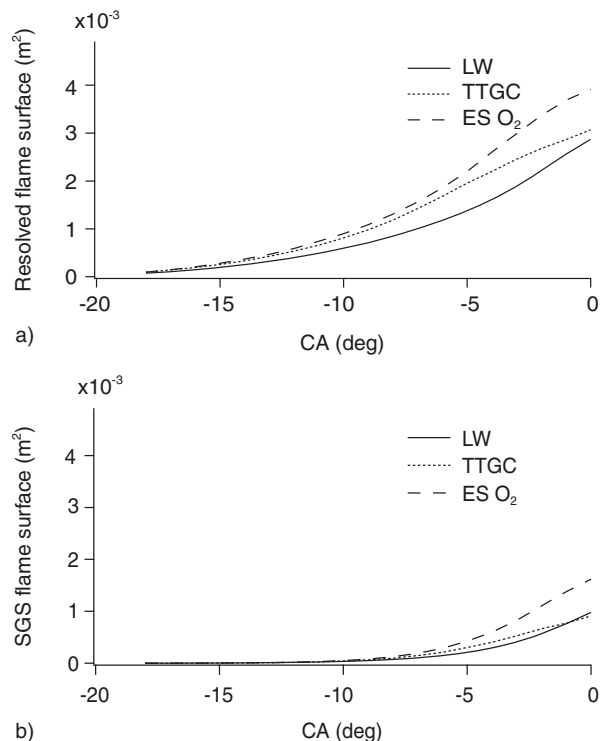 x10⁻³
Resolved flame surface (m²)
4
3
2
1
0
LW
TTGC
ES O₂
-20
-15
-10
-5
0
CA (deg)
a)
x10⁻³
SGS flame surface (m²)
4
3
2
1
0
LW
TTGC
ES O₂
-20
-15
-10
-5
0
CA (deg)
b)